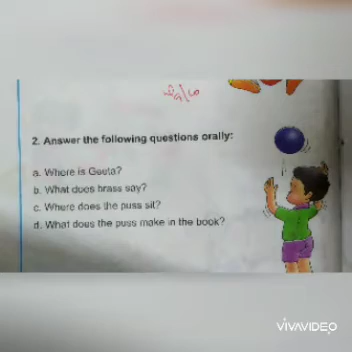 2. Answer the following questions orally:
a. Where is Geeta?
b. What does brass say?
c. Where does the puss sit?
d. What does the puss make in the book?
VIVAVIDEO